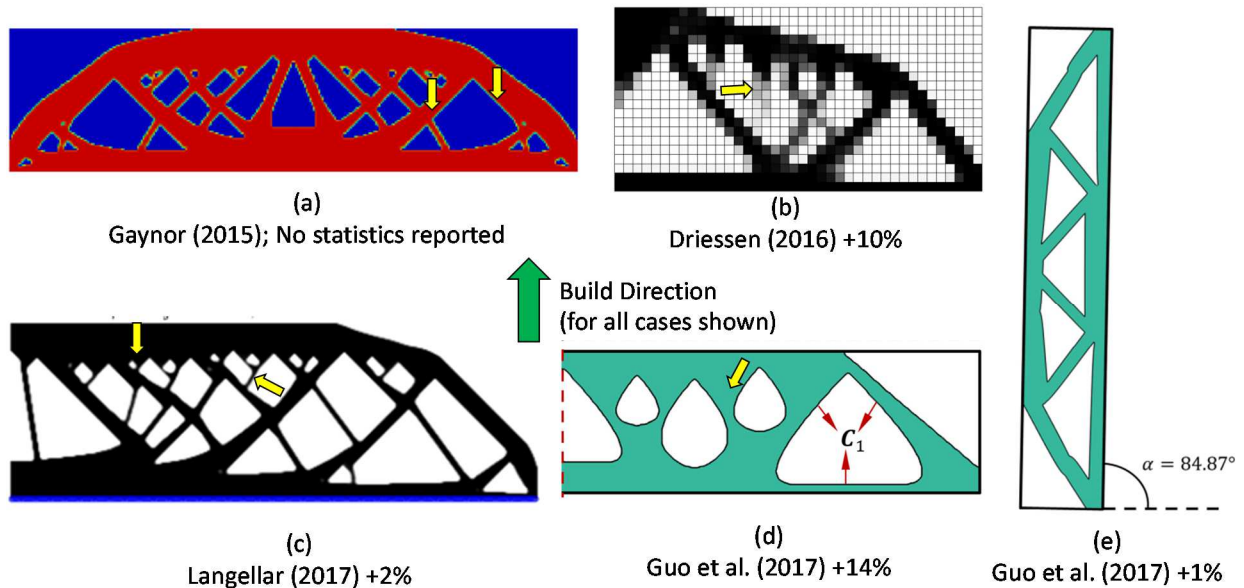 (a)
Gaynor (2015); No statistics reported
(b)
Driessen (2016) +10%
Build Direction
(for all cases shown)
C₁
α = 84.87°
(c)
Langellar (2017) +2%
(d)
Guo et al. (2017) +14%
(e)
Guo et al. (2017) +1%